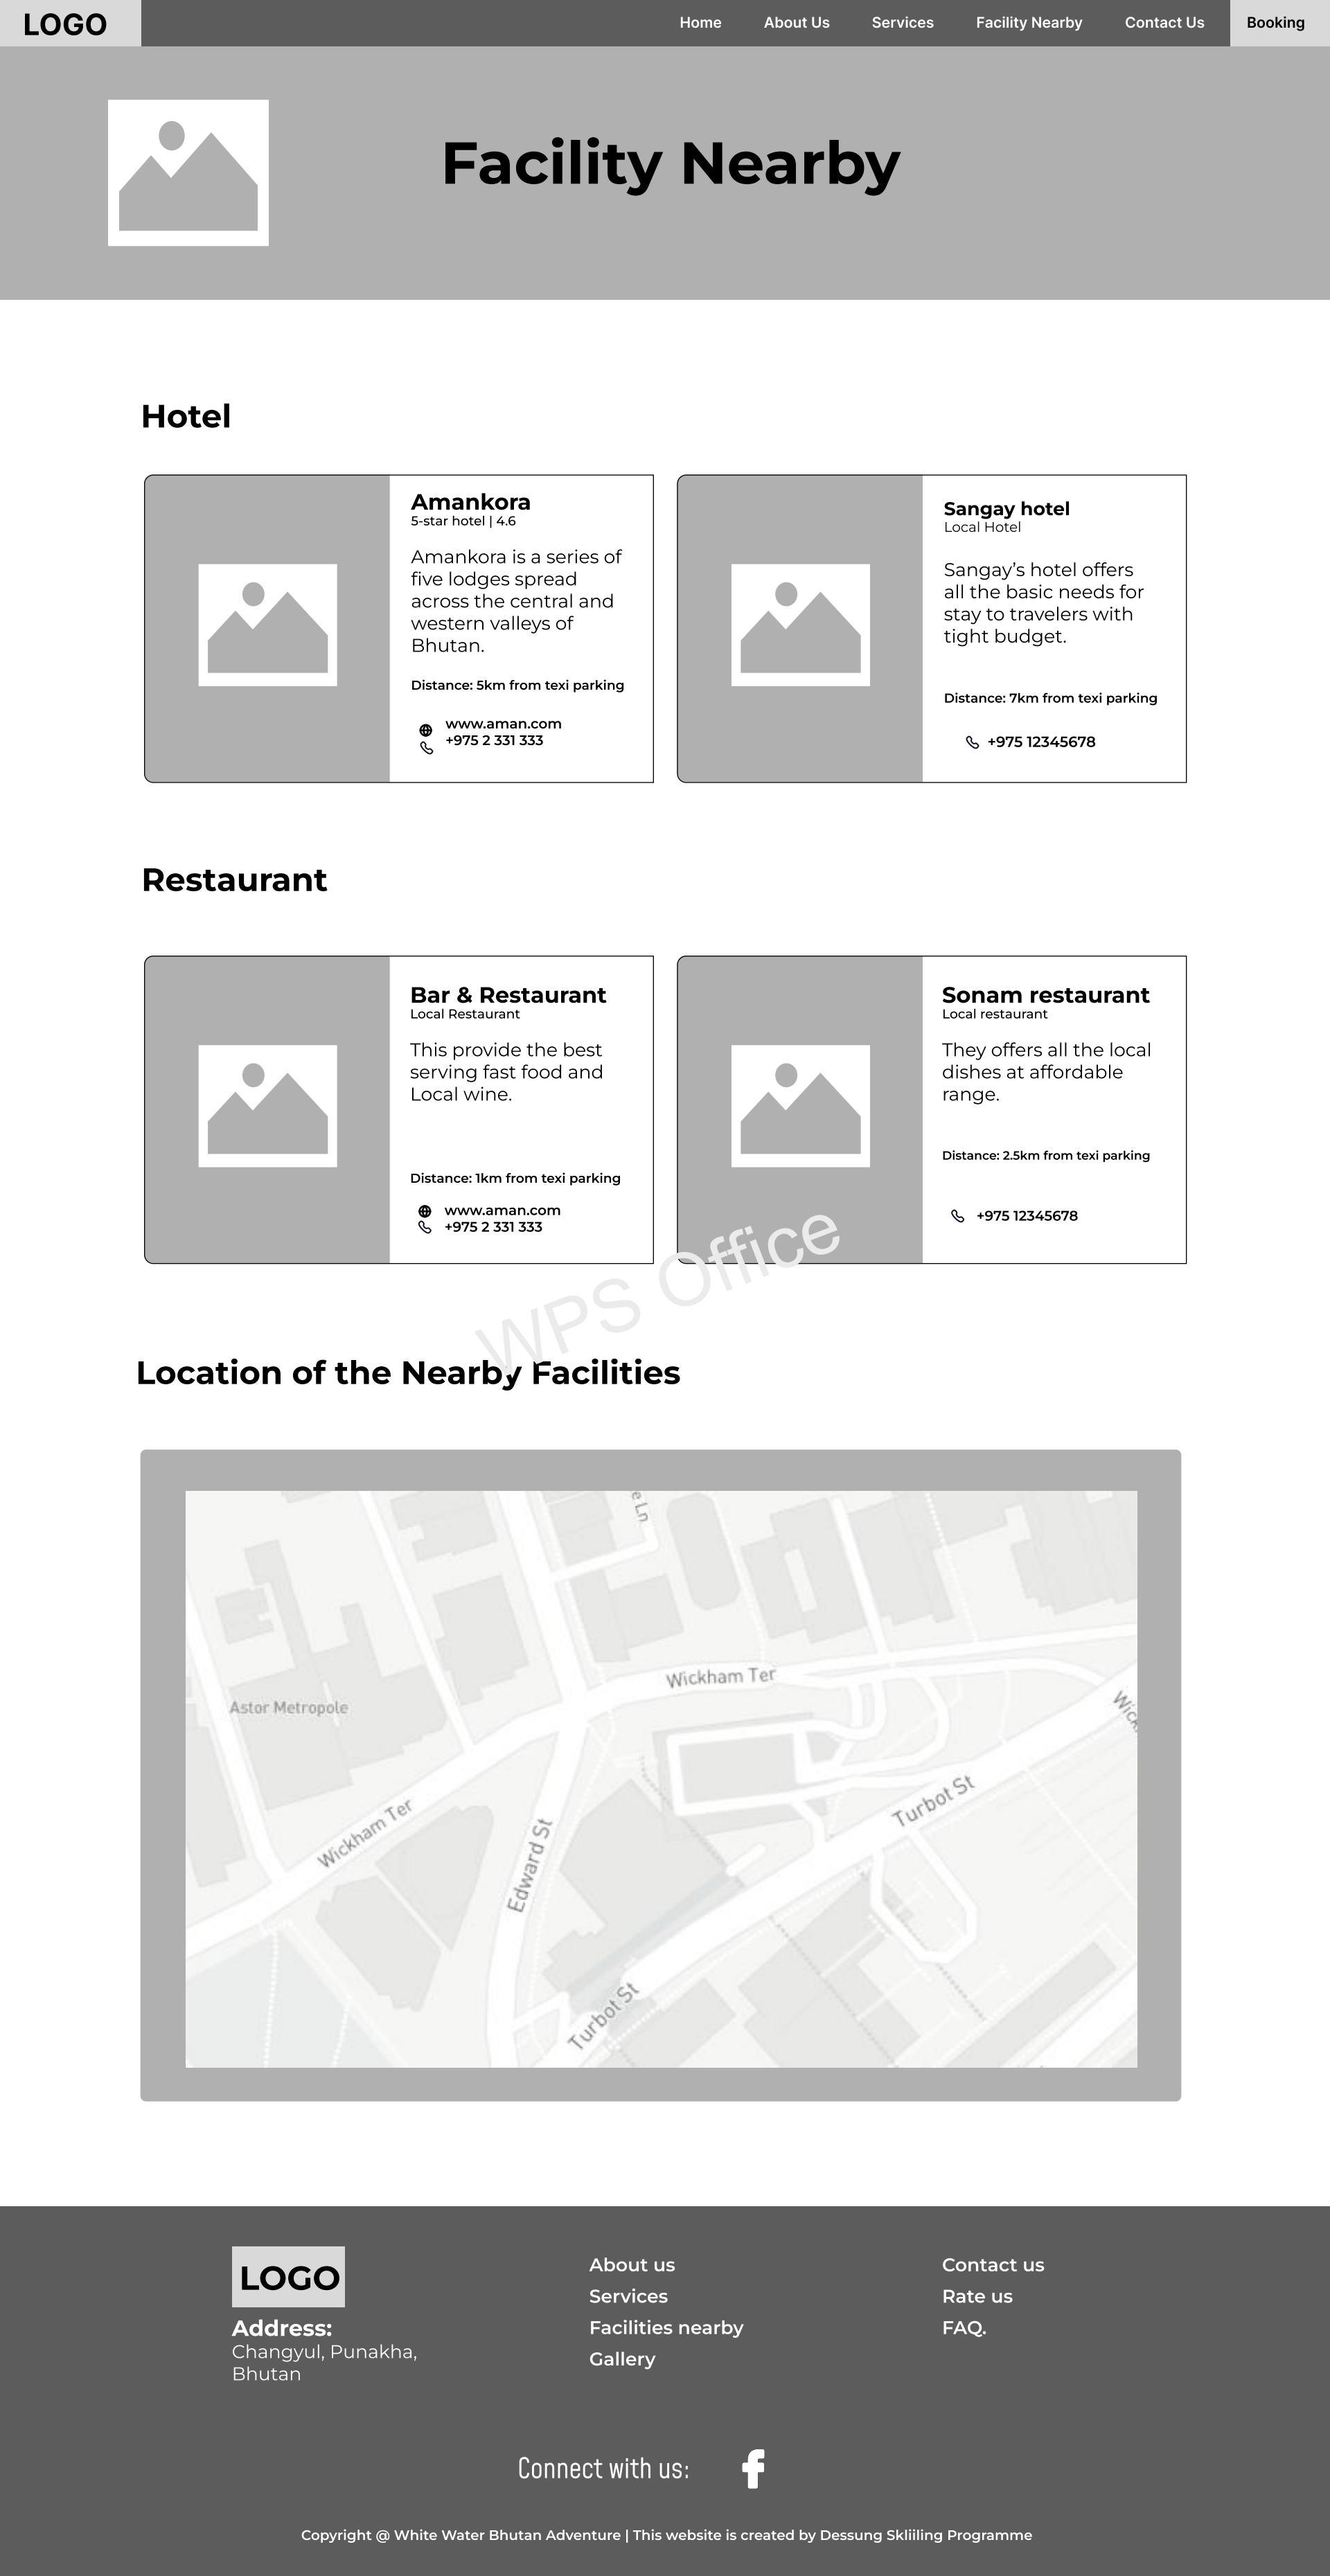 LOGO
Home
About Us
Services
Facility Nearby
Contact Us
Booking
Facility Nearby
Hotel
Amankora
5-star hotel | 4.6
Amankora is a series of
five lodges spread
across the central and
western valleys of
Bhutan.
Distance: 5km from texi parking
www.aman.com
+975 2 331 333
Sangay hotel
Local Hotel
Sangay’s hotel offers
all the basic needs for
stay to travelers with
tight budget.
Distance: 7km from texi parking
+975 12345678
Restaurant
Bar & Restaurant
Local Restaurant
This provide the best
serving fast food and
Local wine.
Distance: 1km from texi parking
www.aman.com
+975 2 331 333
Sonam restaurant
Local restaurant
They offers all the local
dishes at affordable
range.
Distance: 2.5km from texi parking
+975 12345678
WPS Office
Location of the Nearby Facilities
e Ln
Wickham Ter
Astor Metropole
Wick
Turbot St
Wickham Ter
Edward St
Turbot St
LOGO
Address:
Changyul, Punakha,
Bhutan
About us
Services
Facilities nearby
Gallery
Contact us
Rate us
FAQ.
Connect with us:
Copyright @ White Water Bhutan Adventure | This website is created by Dessung Skliiling Programme